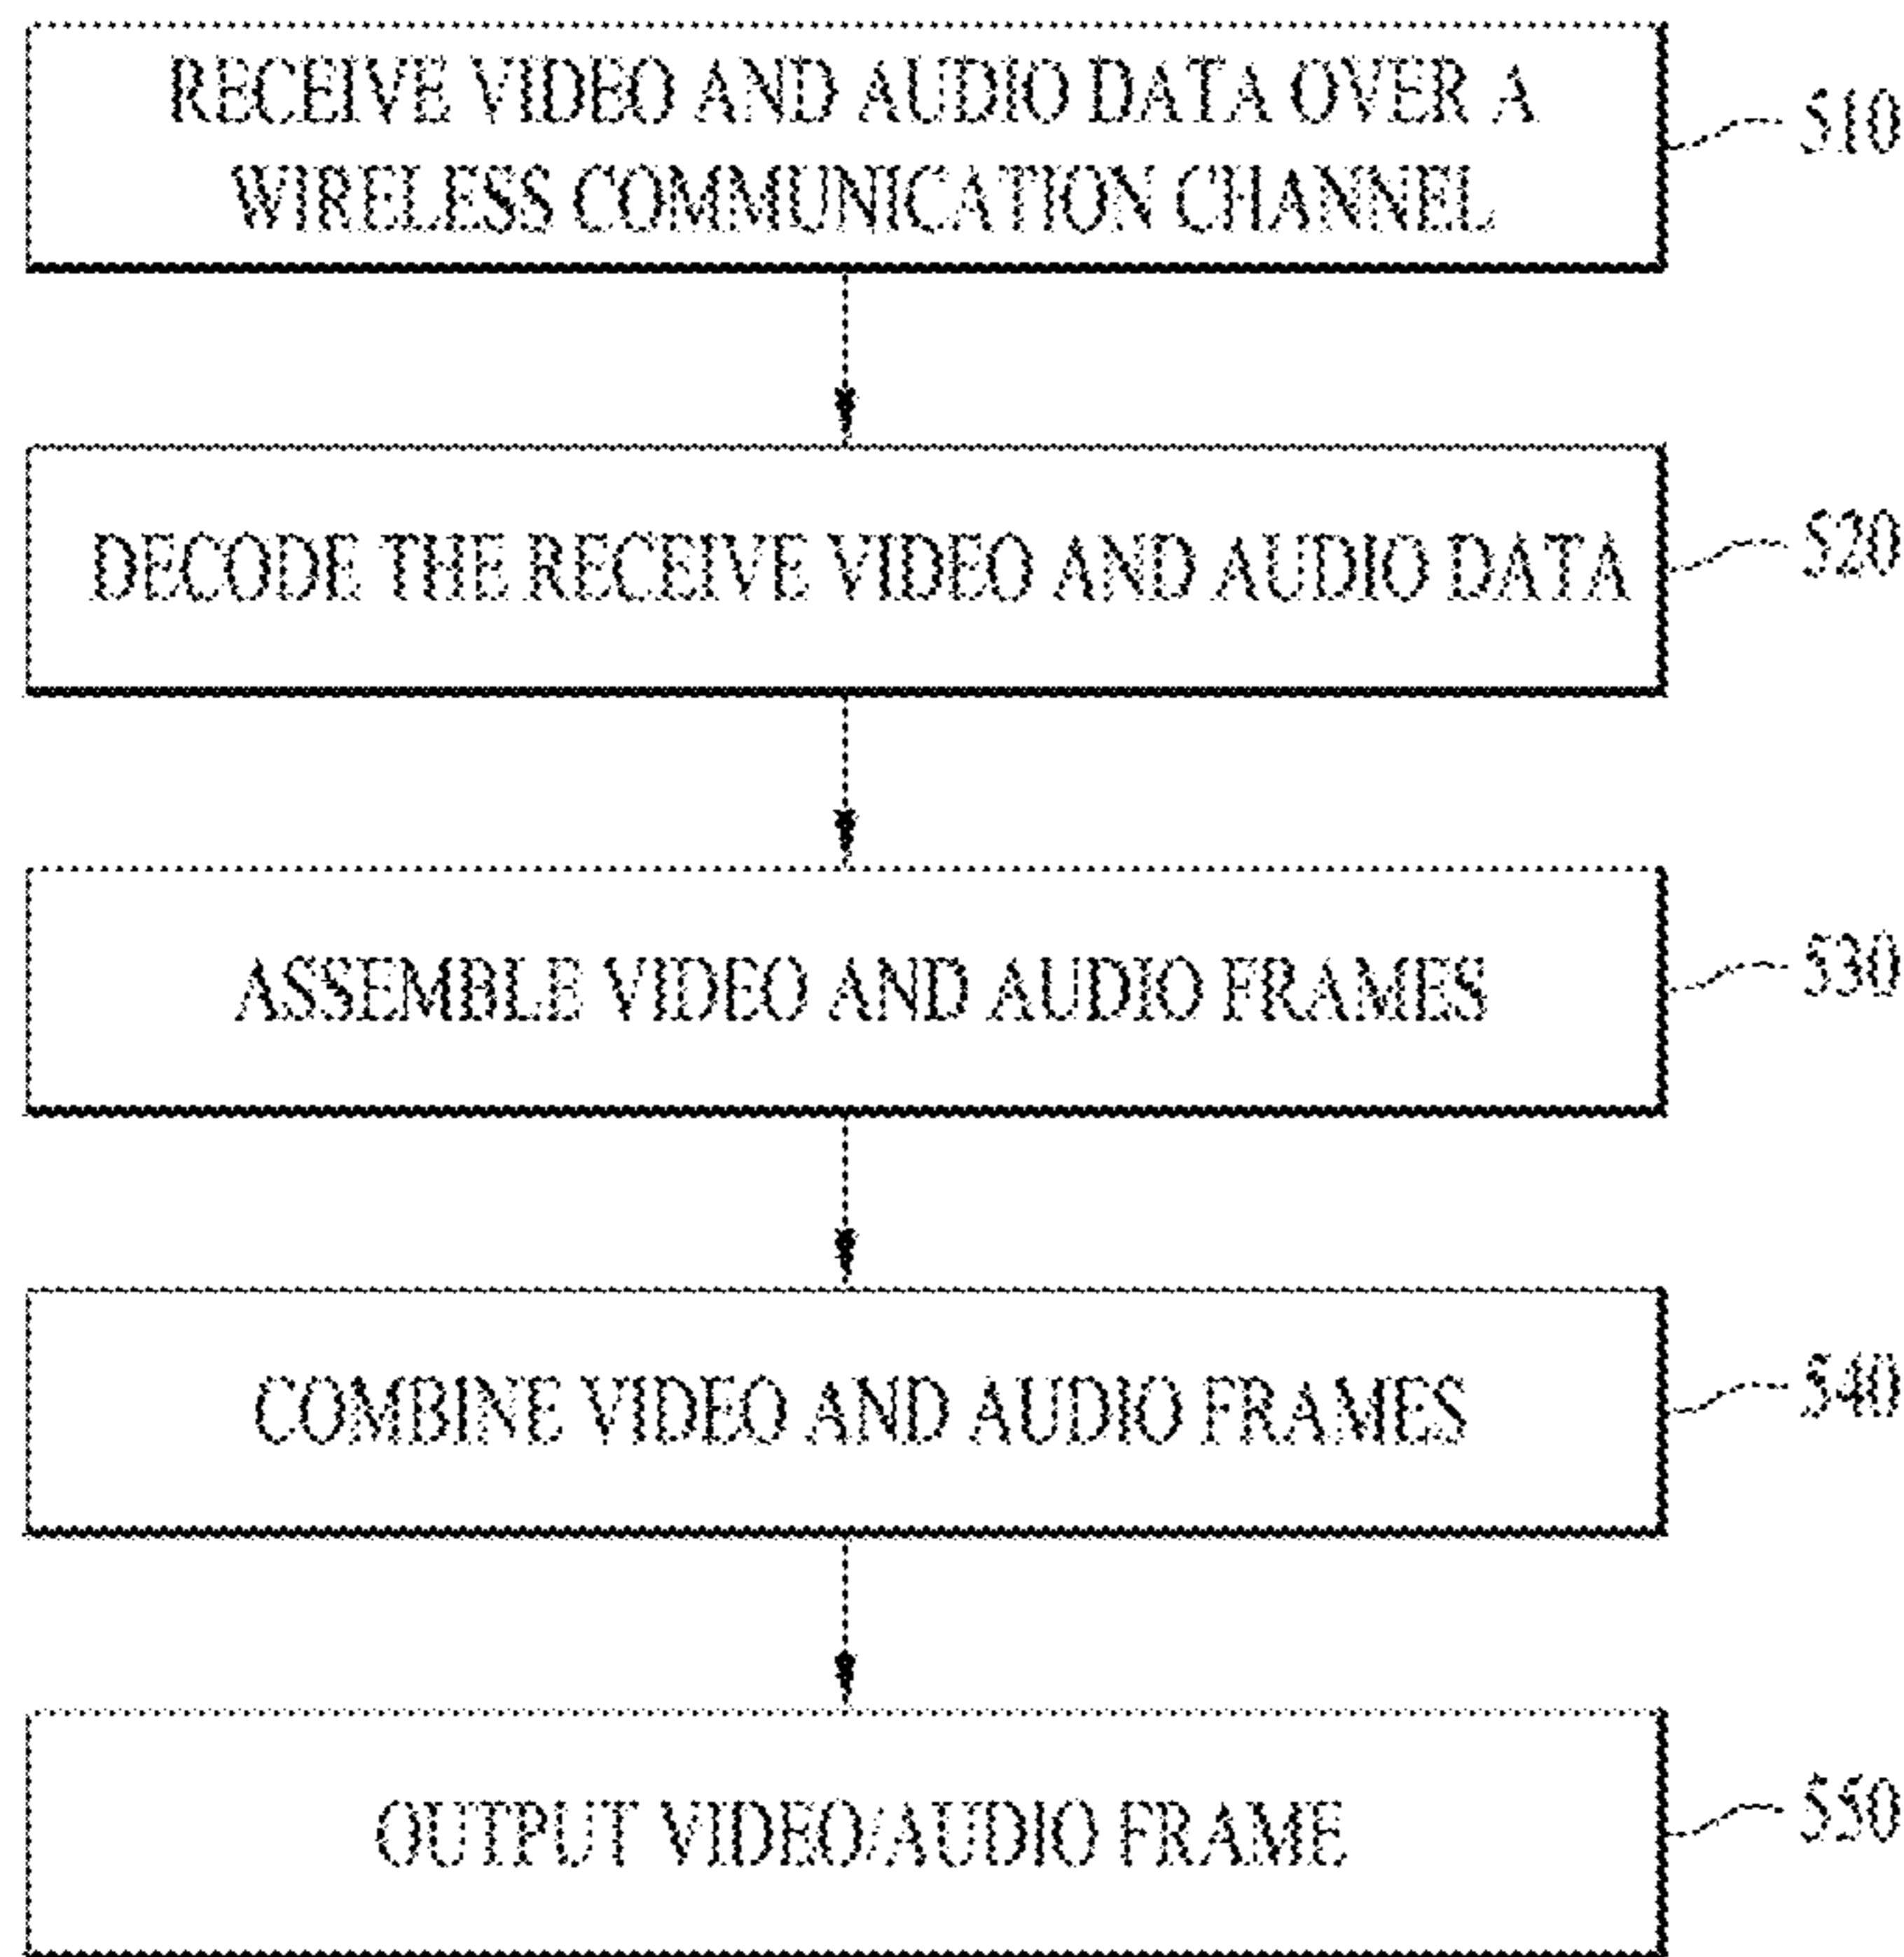 RECEIVE VIDEO AND AUDIO DATA OVER A
WIRELESS COMMUNICATION CHANNEL
510
DECODE THE RECEIVE VIDEO AND AUDIO DATA
520
ASSEMBLE VIDEO AND AUDIO FRAMES
530
COMBINE VIDEO AND AUDIO FRAMES
540
OUTPUT VIDEO/AUDIO FRAME
550